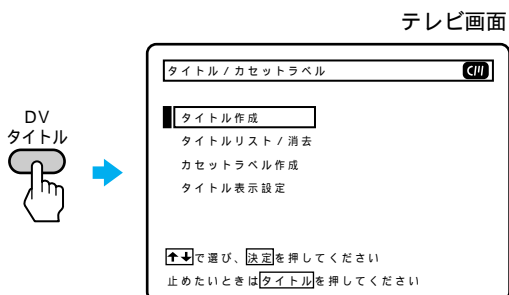 テレビ画面
DV
タイトル
タイトル/カセットラベル
タイトル作成
タイトルリスト/消去
カセットラベル作成
タイトル表示設定
↑↓で選び、決定を押してください
止めたいときはタイトルを押してください